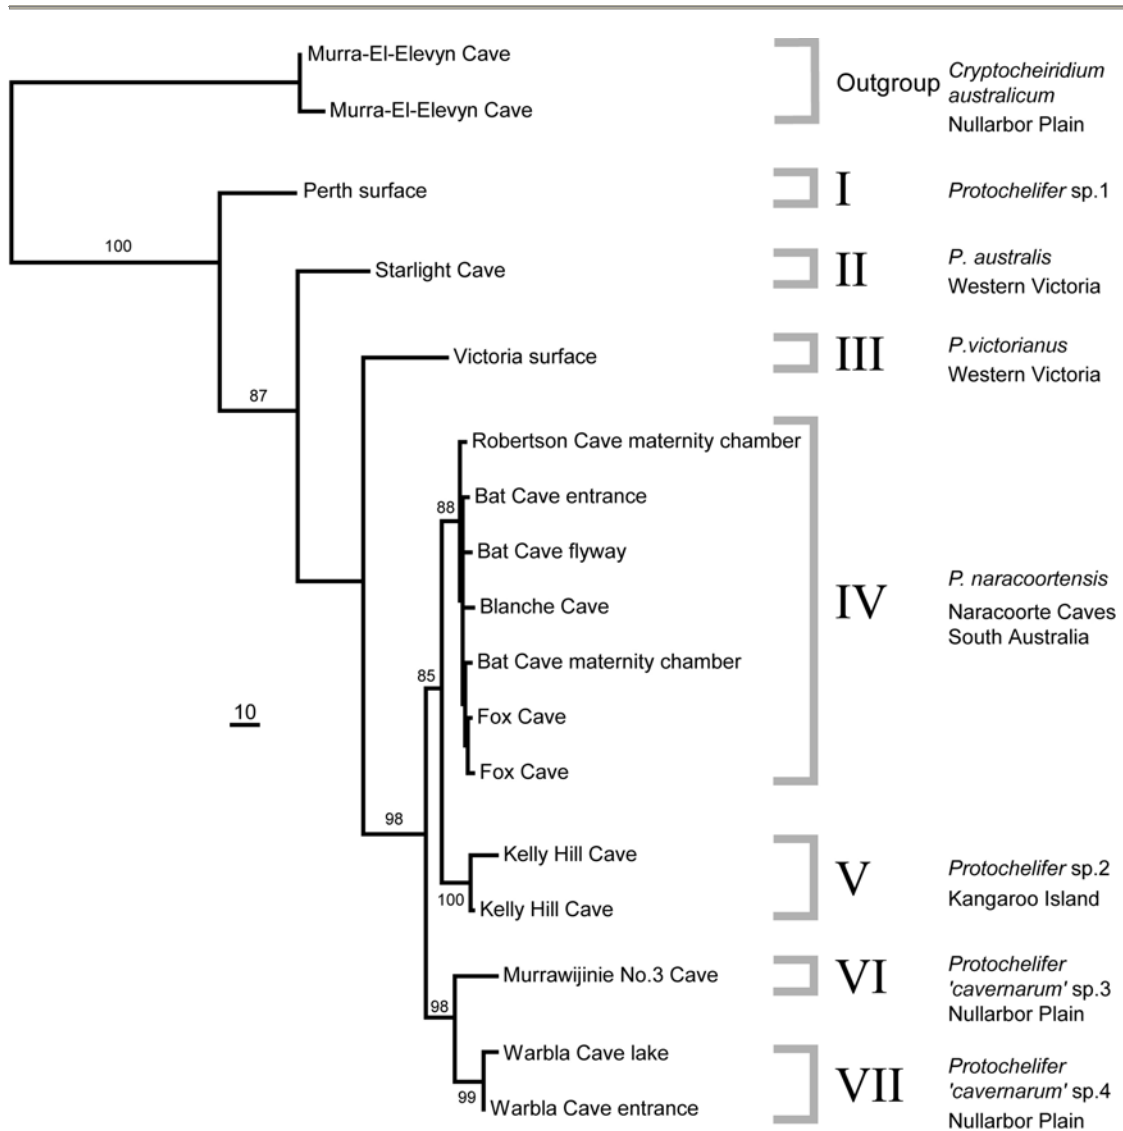 Murra-El-Elevyn Cave
Murra-El-Elevyn Cave
Outgroup
Cryptocheiridium
australicum
Nullarbor Plain
Perth surface
I
Protochelifer sp.1
100
Starlight Cave
II
P. australis
Western Victoria
87
Victoria surface
III
P.victorianus
Western Victoria
Robertson Cave maternity chamber
Bat Cave entrance
88
Bat Cave flyway
Blanche Cave
IV
P. naracoortensis
Naracoorte Caves
South Australia
Bat Cave maternity chamber
85
Fox Cave
10
Fox Cave
98
Kelly Hill Cave
Kelly Hill Cave
100
V
Protochelifer sp.2
Kangaroo Island
Murrawijinie No.3 Cave
98
VI
Protochelifer
'cavernarum' sp.3
Nullarbor Plain
Warbla Cave lake
99
Warbla Cave entrance
VII
Protochelifer
'cavernarum' sp.4
Nullarbor Plain